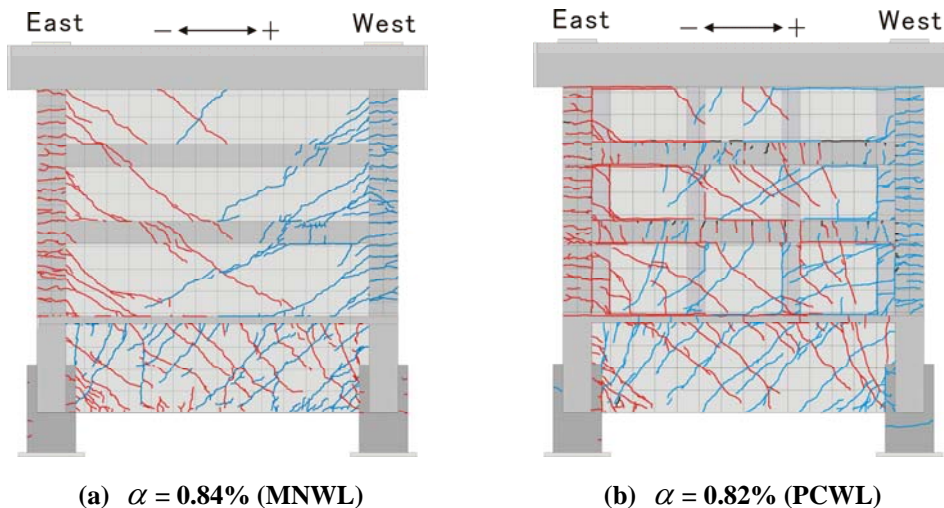 East − + West
East − + West
(a) α = 0.84% (MNWL)
(b) α = 0.82% (PCWL)